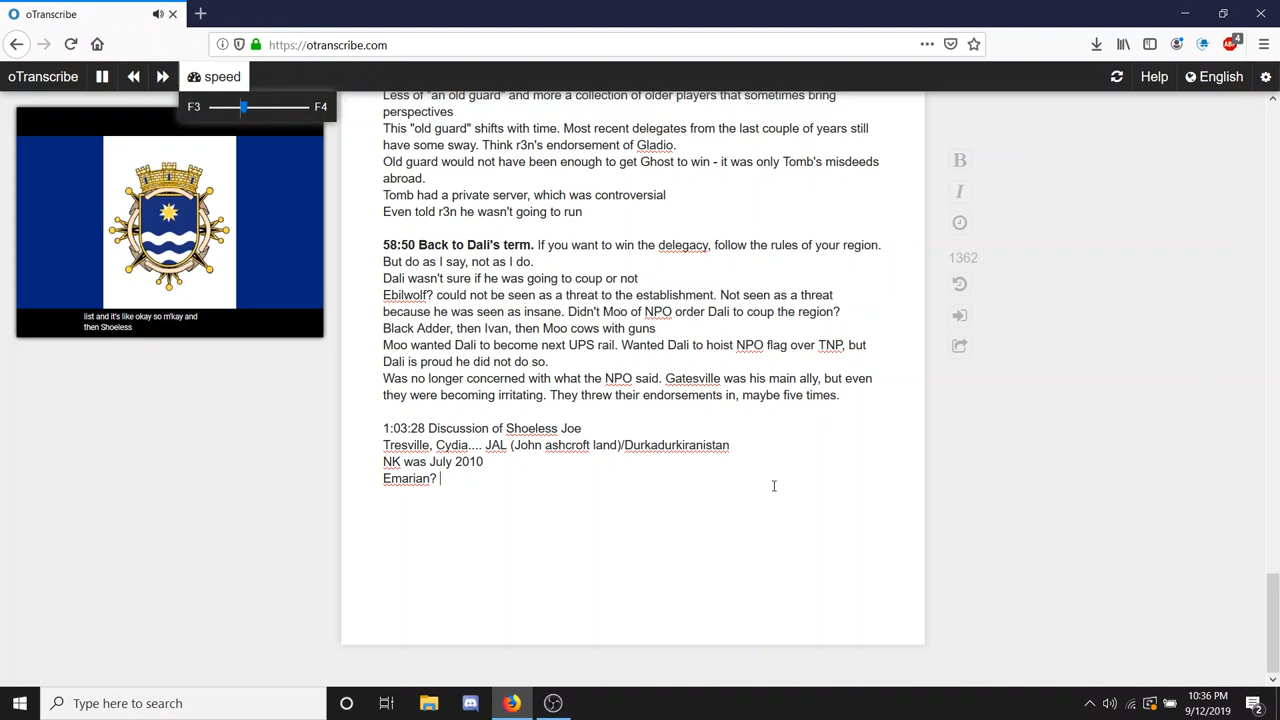 oTranscribe
https://otranscribe.com
4
oTranscribe
speed
Help
English
F3
F4
list and it's like okay so m'kay and
then Shoeless
Less of "an old guard" and more a collection of older players that sometimes bring
perspectives
This "old guard" shifts with time. Most recent delegates from the last couple of years still
have some sway. Think r3n's endorsement of Gladio.
Old guard would not have been enough to get Ghost to win - it was only Tomb's misdeeds
abroad.
Tomb had a private server, which was controversial
Even told r3n he wasn't going to run
58:50 Back to Dali's term. If you want to win the delegacy, follow the rules of your region.
But do as I say, not as I do.
Dali wasn't sure if he was going to coup or not
Ebilwolf? could not be seen as a threat to the establishment. Not seen as a threat
because he was seen as insane. Didn't Moo of NPO order Dali to coup the region?
Black Adder, then Ivan, then Moo cows with guns
Moo wanted Dali to become next UPS rail. Wanted Dali to hoist NPO flag over TNP, but
Dali is proud he did not do so.
Was no longer concerned with what the NPO said. Gatesville was his main ally, but even
they were becoming irritating. They threw their endorsements in, maybe five times.
1:03:28 Discussion of Shoeless Joe
Tresville, Cydia.... JAL (John ashcroft land)/Durkadurkiranistan
NK was July 2010
Emarian?
B
I
1362
Type here to search
10:36 PM
9/12/2019
2